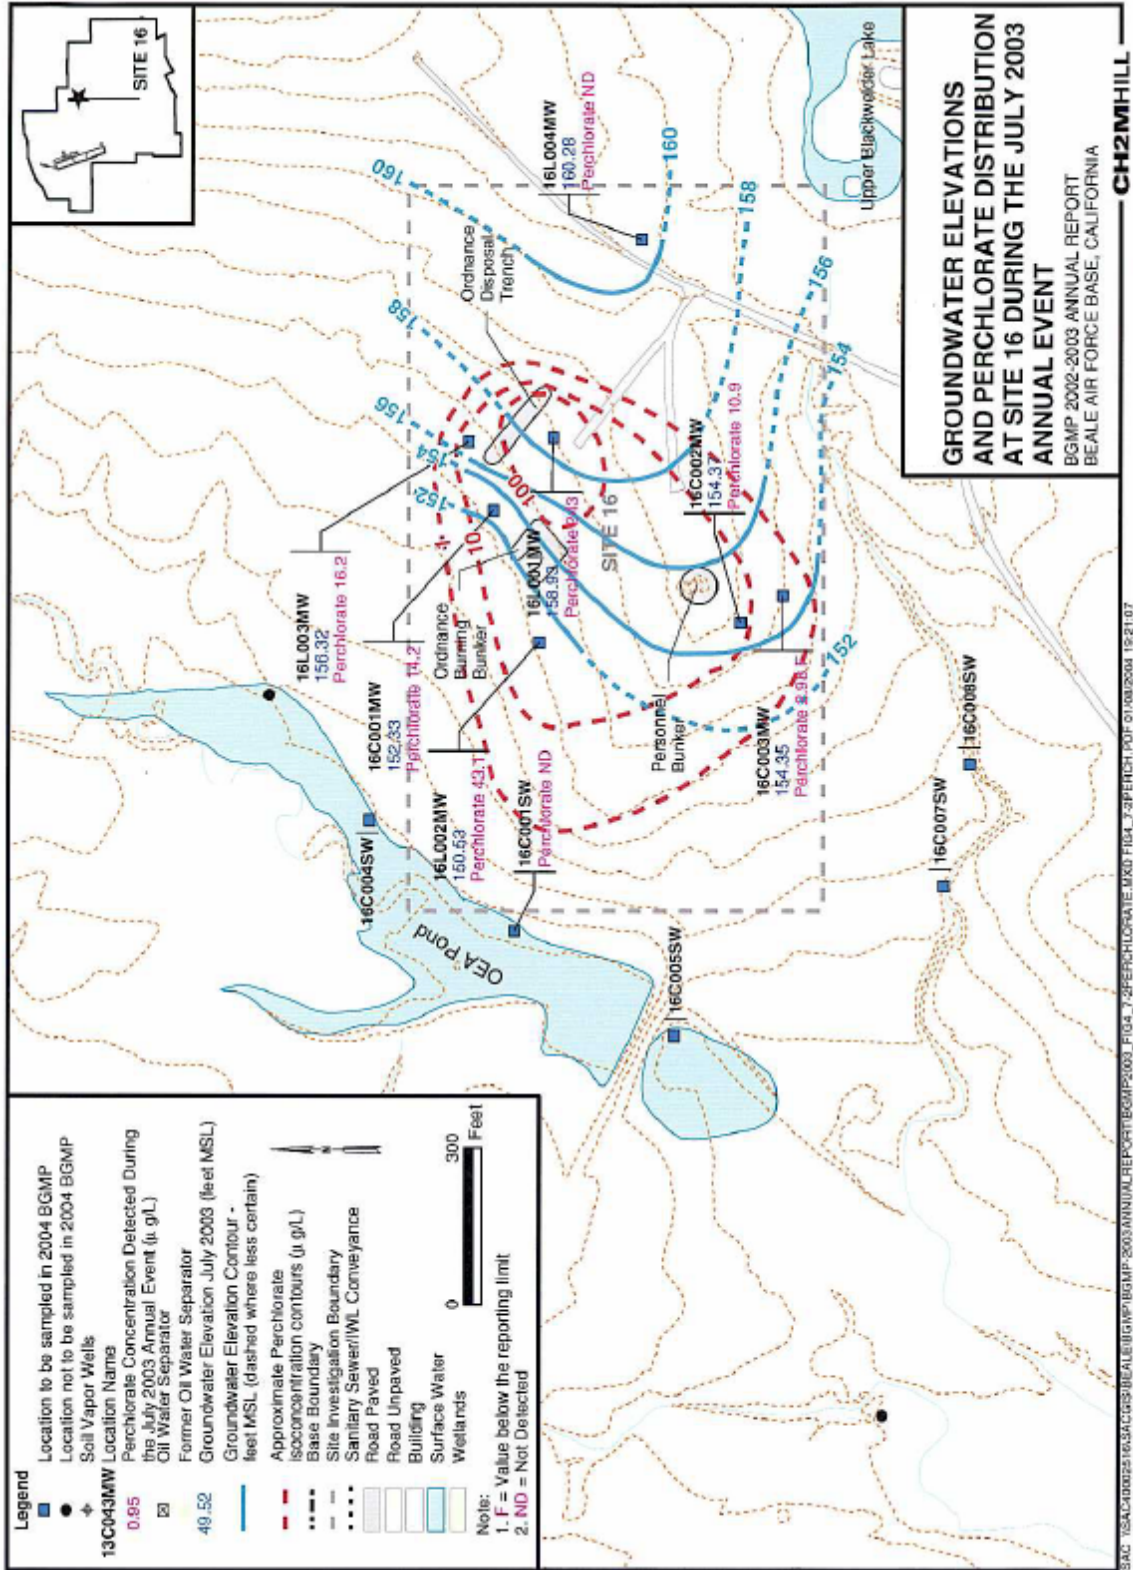 Legend
Location to be sampled in 2004 BGMP
Location not to be sampled in 2004 BGMP
Soil Vapor Wells
13C043MW Location Name
0.95 Perchlorate Concentration Detected During
the July 2003 Annual Event (µ g/L)
Oil Water Separator
Former Oil Water Separator
49.52 Groundwater Elevation July 2003 (feet MSL)
Groundwater Elevation Contour -
feet MSL (dashed where less certain)
Approximate Perchlorate
isoconcentration contours (µ g/L)
Base Boundary
Site Investigation Boundary
Sanitary Sewer/IWL Conveyance
Road Paved
Road Unpaved
Building
Surface Water
Wetlands
Note:
1. F = Value below the reporting limit
2. ND = Not Detected
N
0
300
Feet
SITE 16
OEA Pond
16C004SW
16C001SW
Perchlorate ND
16C005SW
16C007SW
16C008SW
16L002MW
150.53
Perchlorate 43.1
16C001MW
152.33
Perchlorate 14.2
16L003MW
156.32
Perchlorate 16.2
Ordnance
Burning
Bunker
16L001MW
158.93
SITE 16
Personnel
Bunker
16C003MW
154.35
16C002MW
154.37
Perchlorate 10.9
Ordnance
Disposal
Trench
16L004MW
160.28
Perchlorate ND
152
154
156
158
160
1
10
100
160
158
156
154
152
Upper Blackwelder Lake
GROUNDWATER ELEVATIONS
AND PERCHLORATE DISTRIBUTION
AT SITE 16 DURING THE JULY 2003
ANNUAL EVENT
BGMP 2002-2003 ANNUAL REPORT
BEALE AIR FORCE BASE, CALIFORNIA
CH2MHILL